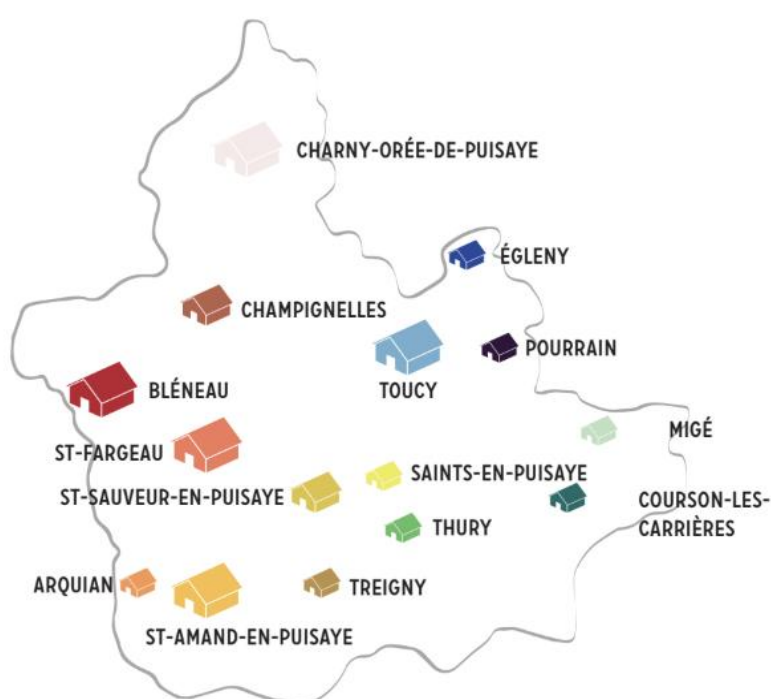 CHARNY-ORÉE-DE-PUISAYE
ÉGLENY
CHAMPIGNELLES
POURRAIN
TOUCY
BLÉNEAU
MIGÉ
ST-FARGEAU
SAINTS-EN-PUISAYE
ST-SAUVEUR-EN-PUISAYE
COURSON-LES-
CARRIÈRES
THURY
ARQUIAN
TREIGNY
ST-AMAND-EN-PUISAYE